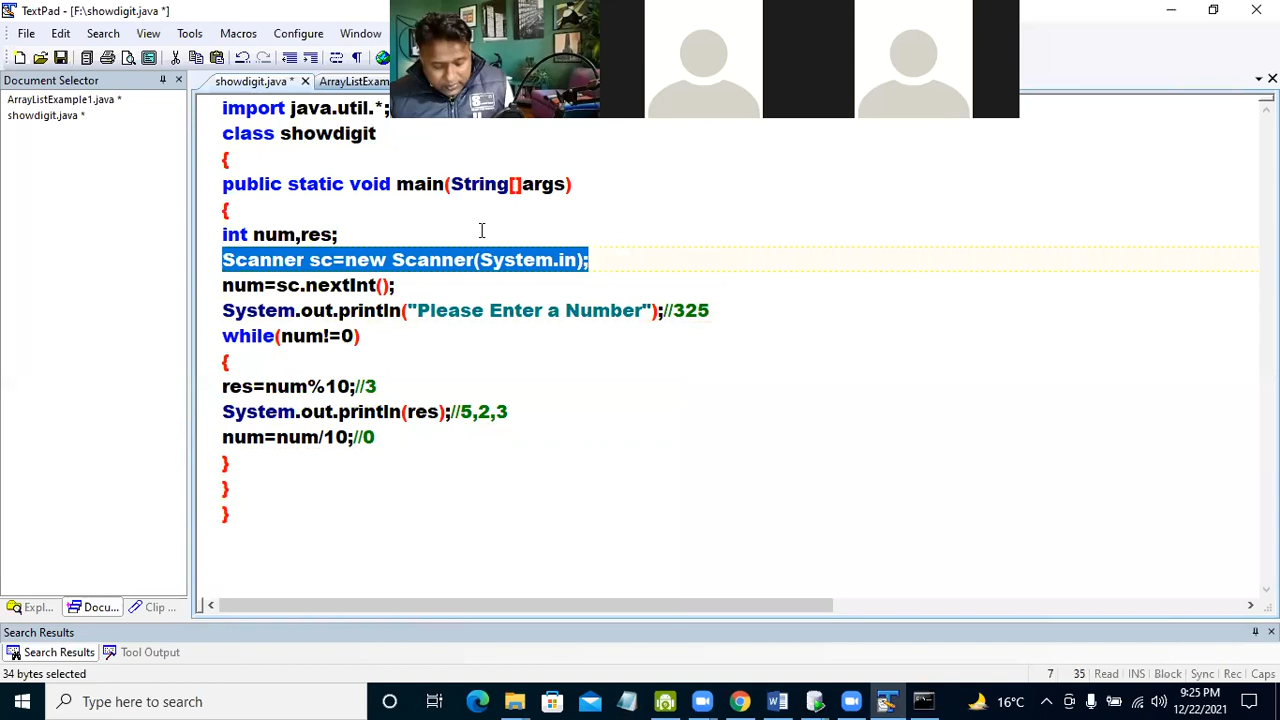 TextPad - [F:\showdigit.java *]
File Edit Search View Tools Macros Configure Window
Document Selector
showdigit.java *
ArrayListExam
ArrayListExample1.java *
showdigit.java *
import java.util.*;
class showdigit
{
public static void main(String[]args)
{
int num,res;
Scanner sc=new Scanner(System.in);
num=sc.nextInt();
System.out.println("Please Enter a Number");//325
while(num!=0)
{
res=num%10;//3
System.out.println(res);//5,2,3
num=num/10;//0
}
}
}
Expl... Docu... Clip ...
Search Results
Search Results Tool Output
34 bytes selected
7 35 Read INS Block Sync Rec Caps
Type here to search
16°C
9:25 PM
12/22/2021